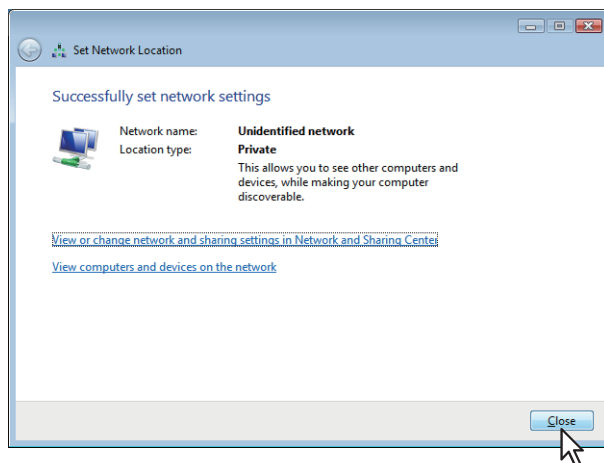 Set Network Location
Successfully set network settings
Network name: Unidentified network
Location type: Private
This allows you to see other computers and
devices, while making your computer
discoverable.
View or change network and sharing settings in Network and Sharing Center
View computers and devices on the network
Close